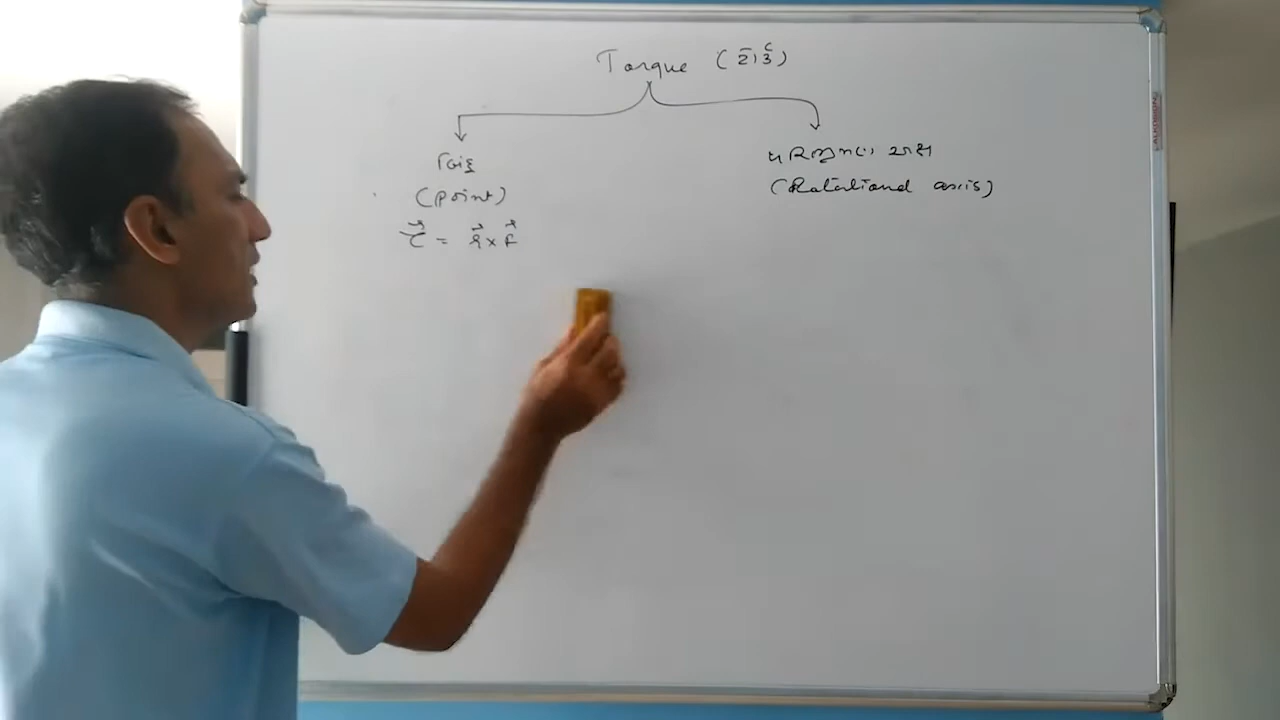 Torque (ટોર્ક)
બિંદુ
(point)
τ⃗ = r⃗ × F⃗
પરિભ્રમણ અક્ષ
(Rotational axis)